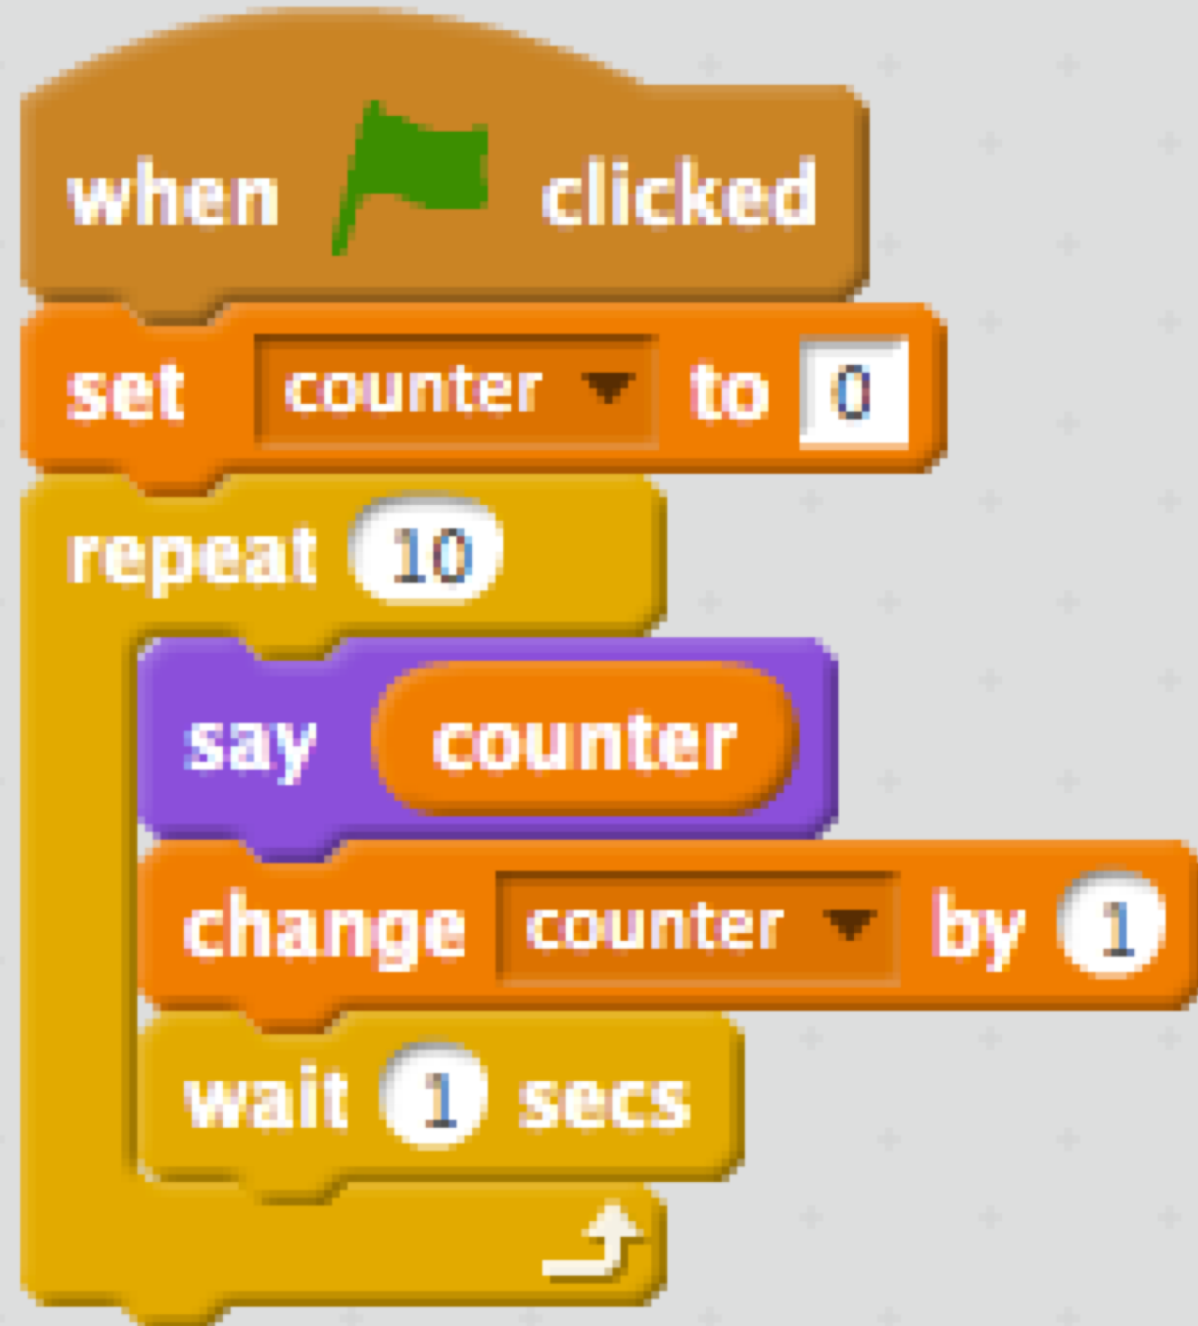 when clicked
set counter to 0
repeat 10
say counter
change counter by 1
wait 1 secs